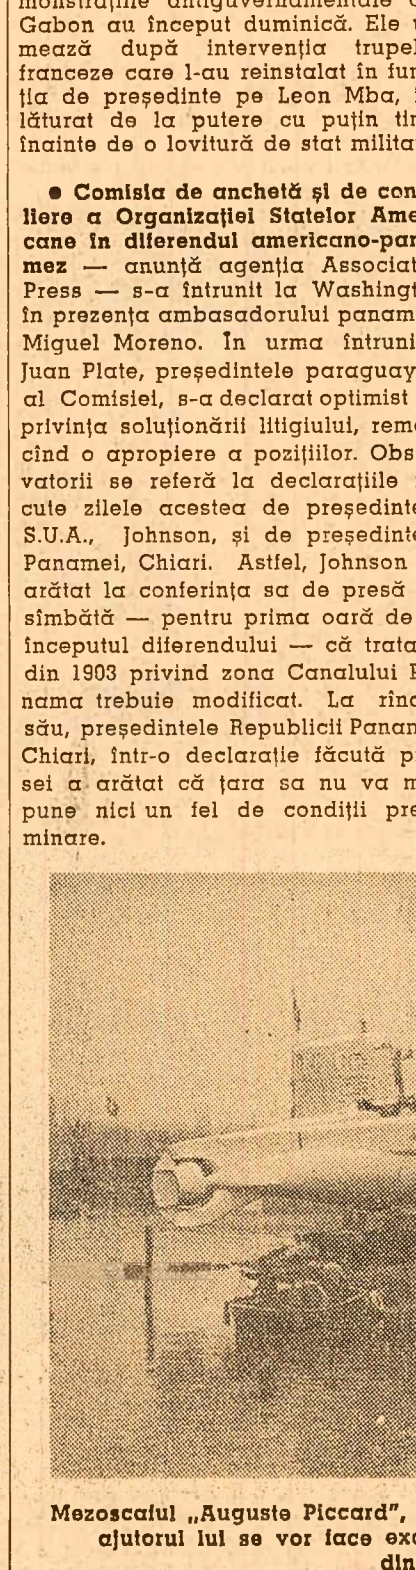 monstrațiile antiguvernamentale
Gabon au început duminică. Ele
mează după intervenția trupel
franceze care l-au reinstalat în fun
ția de președinte pe Leon Mba, î
lăturat de la putere cu puțin tim
înainte de o lovitură de stat milita
● Comisia de anchetă și de con
liere a Organizației Statelor Ame
cane în diferendul americano-pan
mez — anunță agenția Associat
Press — s-a întrunit la Washingt
în prezența ambasadorului panam
Miguel Moreno. În urma întruni
Juan Plate, președintele paraguay
al Comisiei, s-a declarat optimist
privința soluționării litigiului, rema
cînd o apropiere a pozițiilor. Obs
vatorii se referă la declarațiile
cute zilele acestea de președinte
S.U.A., Johnson, și de președinte
Panamei, Chiari. Astfel, Johnson
arătat la conferința sa de presă
sîmbătă — pentru prima oară de
începutul diferendului — că trata
din 1903 privind zona Canalului P
nama trebuie modificat. La rînd
său, președintele Republicii Panam
Chiari, într-o declarație făcută p
sei a arătat că țara sa nu va m
pune nici un fel de condiții pre
minare.
Mezoscaful „Auguste Piccard”,
ajutorul lui se vor face exc
din